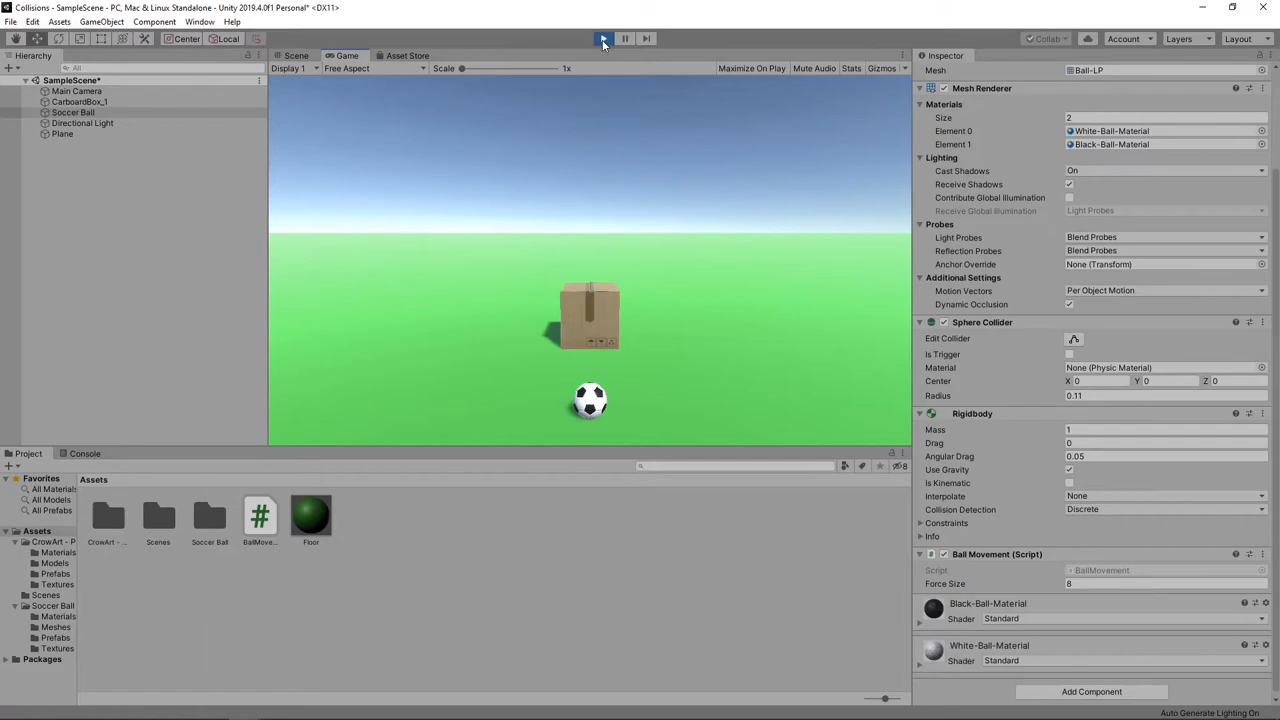 Collisions - SampleScene - PC, Mac & Linux Standalone - Unity 2019.4.0f1 Personal* <DX11>
File Edit Assets GameObject Component Window Help
Center Local Collab Account Layers Layout
Hierarchy
All
SampleScene*
Main Camera
CarboardBox_1
Soccer Ball
Directional Light
Plane
Scene Game Asset Store
Display 1 Free Aspect Scale 1x Maximize On Play Mute Audio Stats Gizmos
Inspector
Mesh Ball-LP
Mesh Renderer
Materials
Size 2
Element 0 White-Ball-Material
Element 1 Black-Ball-Material
Lighting
Cast Shadows On
Receive Shadows
Contribute Global Illumination
Receive Global Illumination Light Probes
Probes
Light Probes Blend Probes
Reflection Probes Blend Probes
Anchor Override None (Transform)
Additional Settings
Motion Vectors Per Object Motion
Dynamic Occlusion
Sphere Collider
Edit Collider
Is Trigger
Material None (Physic Material)
Center X 0 Y 0 Z 0
Radius 0.11
Rigidbody
Mass 1
Drag 0
Angular Drag 0.05
Use Gravity
Is Kinematic
Interpolate None
Collision Detection Discrete
Constraints
Info
# Ball Movement (Script)
Script BallMovement
Force Size 8
Black-Ball-Material
Shader Standard
White-Ball-Material
Shader Standard
Add Component
Project Console
8
Favorites
All Materials
All Models
All Prefabs
Assets
CrowArt - P
Materials
Models
Prefabs
Textures
Scenes
Soccer Ball
Materials
Meshes
Prefabs
Textures
Packages
Assets
#
CrowArt - ... Scenes Soccer Ball BallMove... Floor
Auto Generate Lighting On